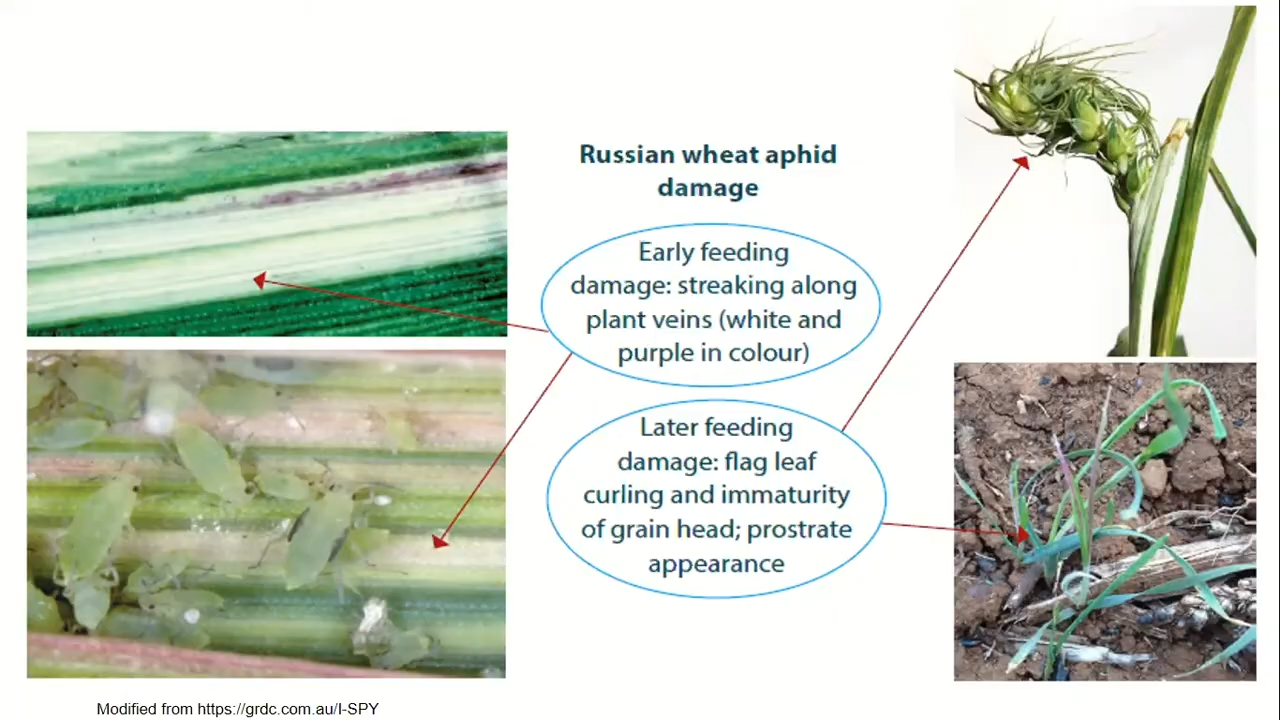 Russian wheat aphid
damage
Early feeding
damage: streaking along
plant veins (white and
purple in colour)
Later feeding
damage: flag leaf
curling and immaturity
of grain head; prostrate
appearance
Modified from https://grdc.com.au/I-SPY